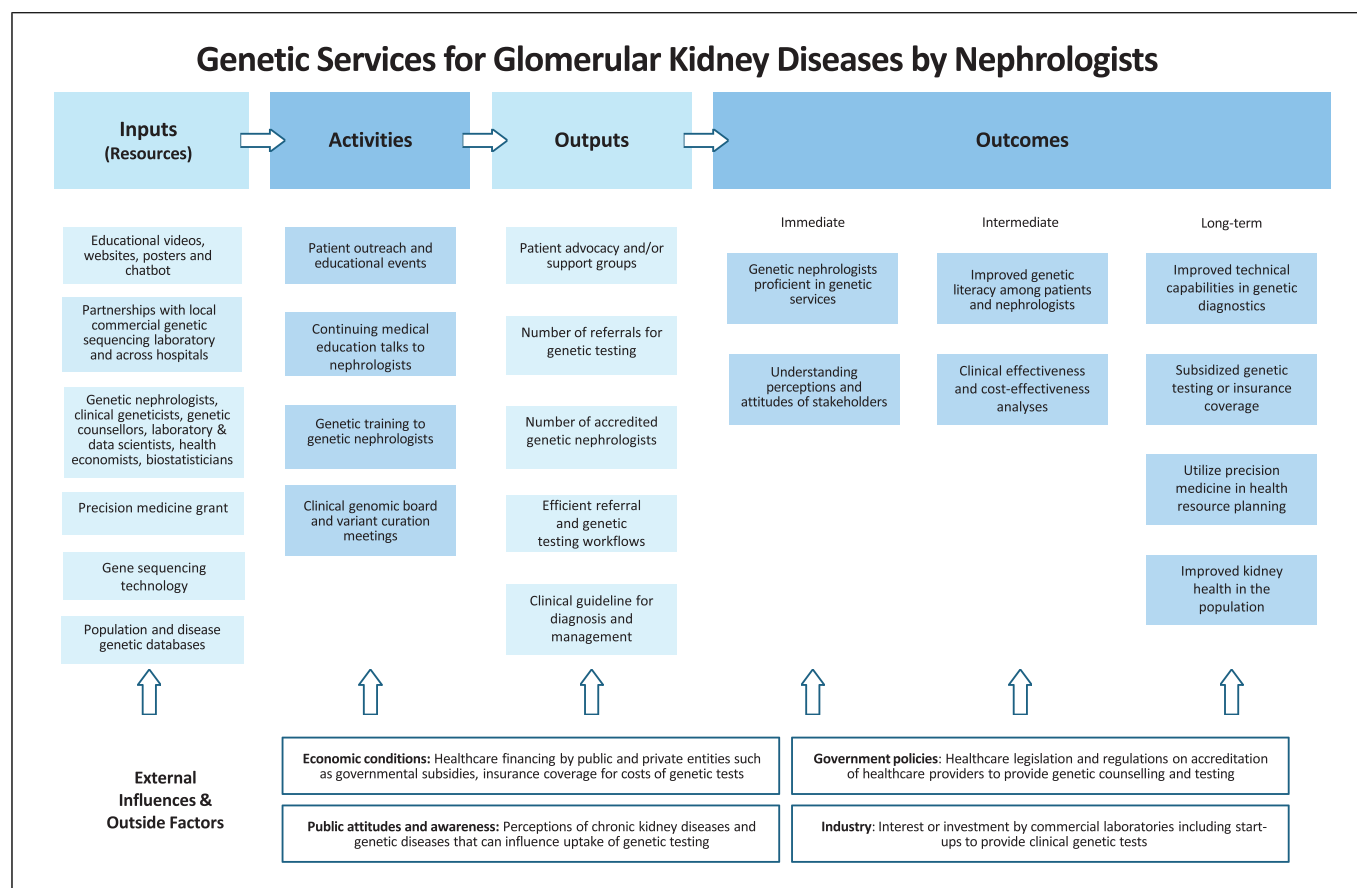 Genetic Services for Glomerular Kidney Diseases by Nephrologists
Inputs
(Resources)
Activities
Outputs
Outcomes
Educational videos,
websites, posters and
chatbot
Partnerships with local
commercial genetic
sequencing laboratory
and across hospitals
Genetic nephrologists,
clinical geneticists, genetic
counsellors, laboratory &
data scientists, health
economists, biostatisticians
Precision medicine grant
Gene sequencing
technology
Population and disease
genetic databases
Patient outreach and
educational events
Continuing medical
education talks to
nephrologists
Genetic training to
genetic nephrologists
Clinical genomic board
and variant curation
meetings
Patient advocacy and/or
support groups
Number of referrals for
genetic testing
Number of accredited
genetic nephrologists
Efficient referral
and genetic
testing workflows
Clinical guideline for
diagnosis and
management
Immediate
Genetic nephrologists
proficient in genetic
services
Understanding
perceptions and
attitudes of stakeholders
Intermediate
Improved genetic
literacy among patients
and nephrologists
Clinical effectiveness
and cost-effectiveness
analyses
Long-term
Improved technical
capabilities in genetic
diagnostics
Subsidized genetic
testing or insurance
coverage
Utilize precision
medicine in health
resource planning
Improved kidney
health in the
population
External
Influences &
Outside Factors
Economic conditions: Healthcare financing by public and private entities such
as governmental subsidies, insurance coverage for costs of genetic tests
Government policies: Healthcare legislation and regulations on accreditation
of healthcare providers to provide genetic counselling and testing
Public attitudes and awareness: Perceptions of chronic kidney diseases and
genetic diseases that can influence uptake of genetic testing
Industry: Interest or investment by commercial laboratories including start-
ups to provide clinical genetic tests